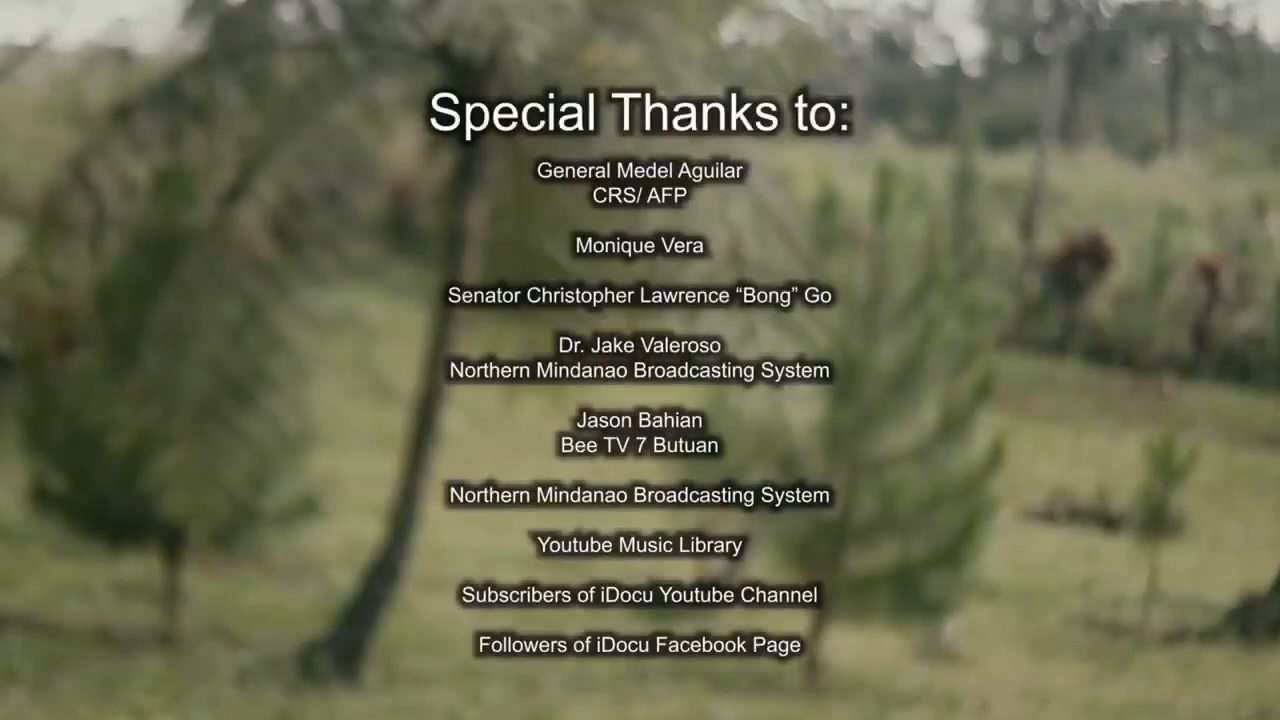 Special Thanks to:
General Medel Aguilar
CRS/ AFP
Monique Vera
Senator Christopher Lawrence “Bong” Go
Dr. Jake Valeroso
Northern Mindanao Broadcasting System
Jason Bahian
Bee TV 7 Butuan
Northern Mindanao Broadcasting System
Youtube Music Library
Subscribers of iDocu Youtube Channel
Followers of iDocu Facebook Page